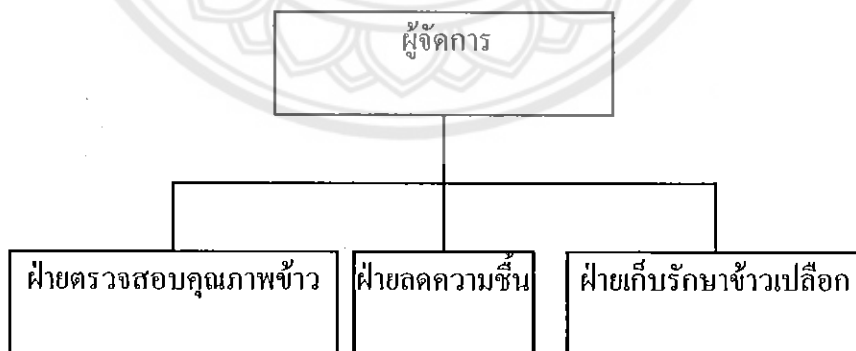 ผู้จัดการ
ฝ่ายตรวจสอบคุณภาพข้าว
ฝ่ายลดความชื้น
ฝ่ายเก็บรักษาข้าวเปลือก